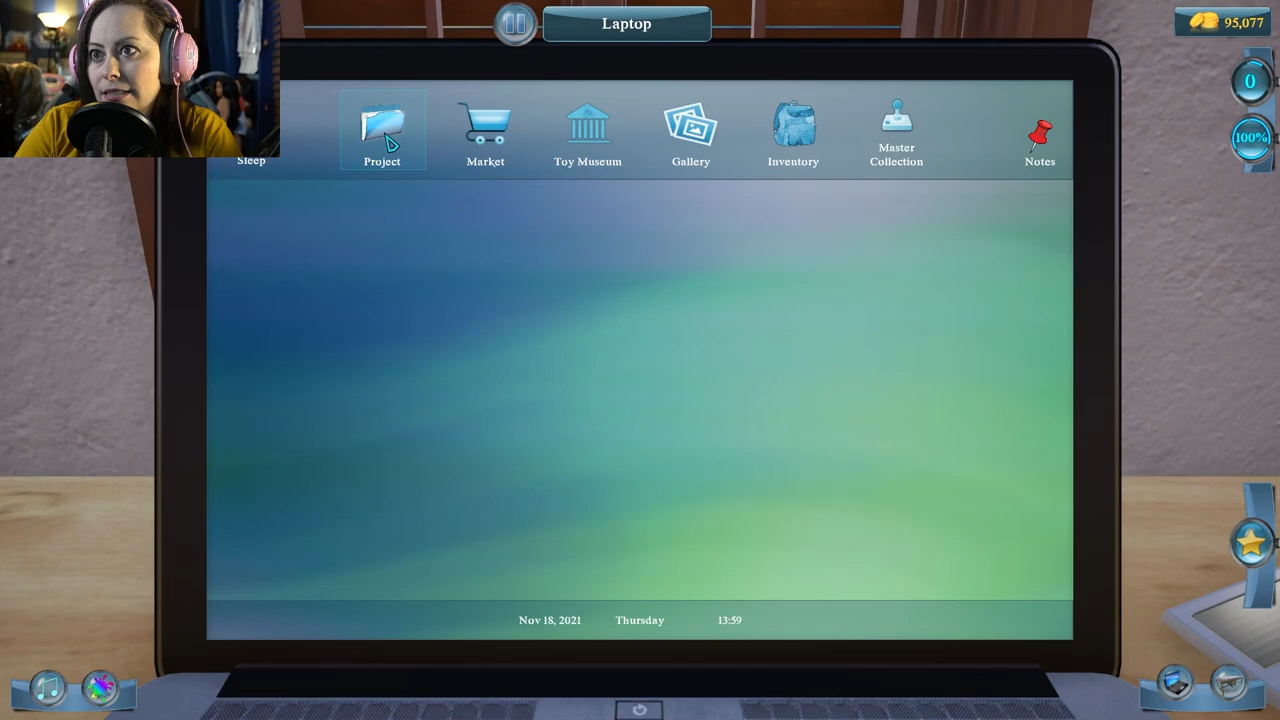 Laptop
95,077
0
100%
Sleep
Project
Market
Toy Museum
Gallery
Inventory
Master
Collection
Notes
Nov 18, 2021
Thursday
13:59